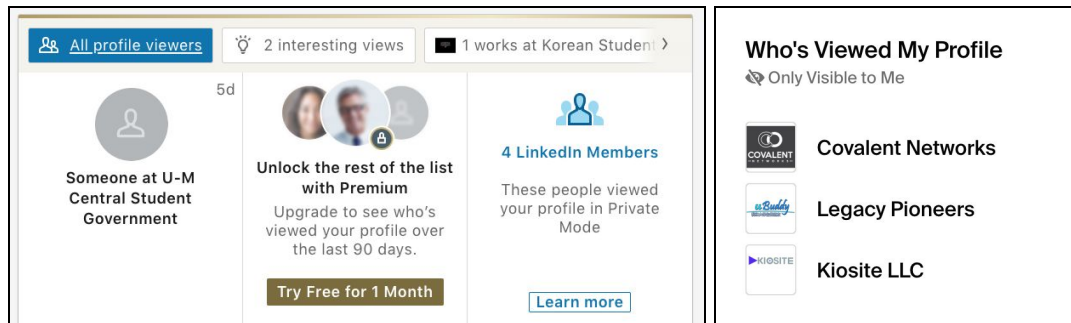 All profile viewers
2 interesting views
1 works at Korean Studen
5d
Someone at U-M
Central Student
Government
Unlock the rest of the list
with Premium
Upgrade to see who's
viewed your profile over
the last 90 days.
Try Free for 1 Month
4 LinkedIn Members
These people viewed
your profile in Private
Mode
Learn more
Who's Viewed My Profile
Only Visible to Me
COVALENT
Covalent Networks
Buddy
Legacy Pioneers
KIOSITE
Kiosite LLC